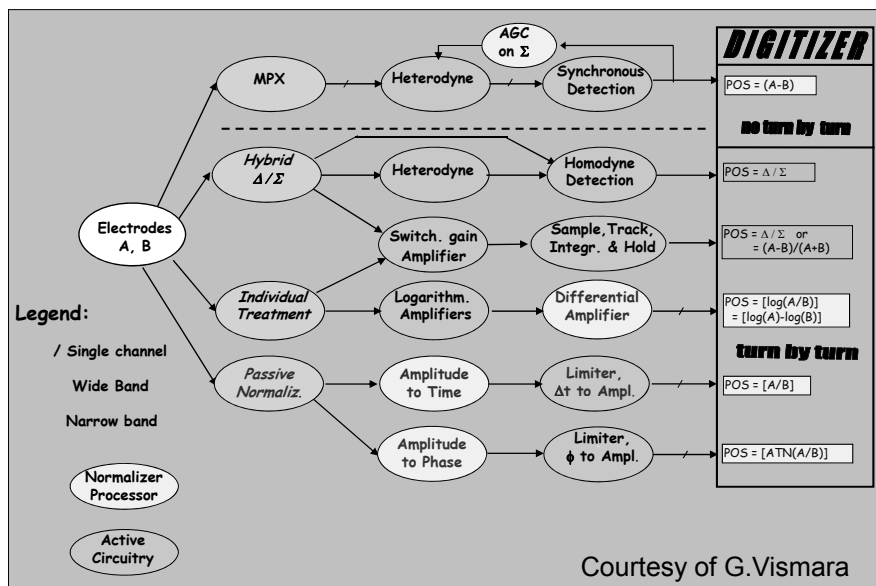 AGC
on Σ
DIGITIZER
MPX
Heterodyne
Synchronous
Detection
POS = (A-B)
no turn by turn
Hybrid
Δ/Σ
Heterodyne
Homodyne
Detection
POS = Δ / Σ
Electrodes
A, B
Switch. gain
Amplifier
Sample,Track,
Integr. & Hold
POS = Δ / Σ or
= (A-B)/(A+B)
Legend:
Individual
Treatment
Logarithm.
Amplifiers
Differential
Amplifier
POS = [log(A/B)]
= [log(A)-log(B)]
/ Single channel
turn by turn
Wide Band
Passive
Normaliz.
Amplitude
to Time
Limiter,
Δt to Ampl.
POS = [A/B]
Narrow band
Amplitude
to Phase
Limiter,
ϕ to Ampl.
POS = [ATN(A/B)]
Normalizer
Processor
Active
Circuitry
Courtesy of G.Vismara